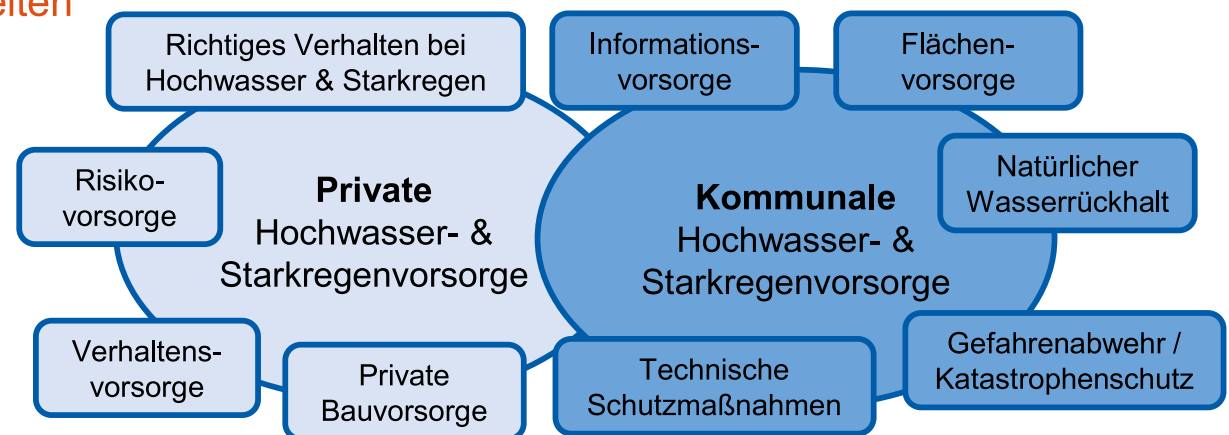 Richtiges Verhalten bei
Hochwasser & Starkregen
Informations-
vorsorge
Flächen-
vorsorge
Risiko-
vorsorge
Private
Hochwasser- &
Starkregenvorsorge
Kommunale
Hochwasser- &
Starkregenvorsorge
Natürlicher
Wasserrückhalt
Verhaltens-
vorsorge
Private
Bauvorsorge
Technische
Schutzmaßnahmen
Gefahrenabwehr /
Katastrophenschutz